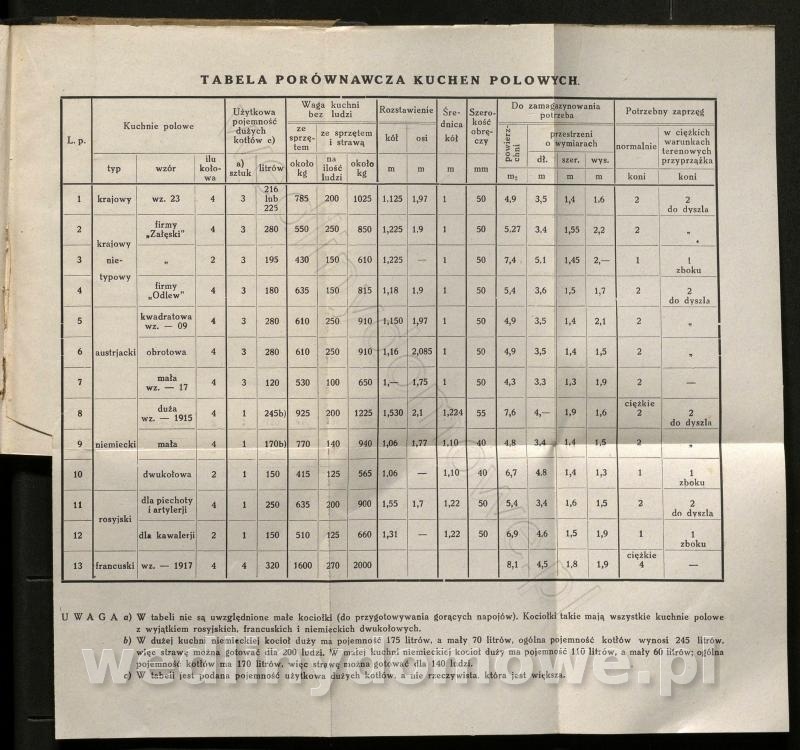 TABELA PORÓWNAWCZA KUCHEN POLOWYCH.
L. p. | Kuchnie polowe | Użytkowa pojemność dużych kotłów c) | Waga kuchni bez ludzi | Rozstawienie | Średnica kół | Szerokość obręczy | Do zamagazynowania potrzeba | Potrzebny zaprzęg
ze sprzętem | ze sprzętem i strawą | kół | osi | powierzchni | przestrzeni o wymiarach | normalnie | w ciężkich warunkach terenowych przyprzążka
typ | wzór | ilu kołowa | a) sztuk | litrów | około kg | na ilość ludzi | około kg | m | m | m | mm | m2 | dł. m | szer. m | wys. m | koni | koni
1 | krajowy | wz. 23 | 4 | 3 | 216 lub 225 | 785 | 200 | 1025 | 1.125 | 1,97 | 1 | 50 | 4,9 | 3,5 | 1,4 | 1.6 | 2 | 2 do dyszla
2 | krajowy nie-typowy | firmy „Załęski" | 4 | 3 | 280 | 550 | 250 | 850 | 1,225 | 1.9 | 1 | 50 | 5.27 | 3.4 | 1.55 | 2,2 | 2 | „
3 | „ | 2 | 3 | 195 | 430 | 150 | 610 | 1,225 | — | 1 | 50 | 7,4 | 5.1 | 1,45 | 2,— | 1 | 1 zboku
4 | firmy „Odlew" | 4 | 3 | 180 | 635 | 150 | 815 | 1,18 | 1.9 | 1 | 50 | 5,4 | 3,6 | 1,5 | 1,7 | 2 | 2 do dyszla
5 | austrjacki | kwadratowa wz. — 09 | 4 | 3 | 280 | 610 | 250 | 910 | 1,150 | 1,97 | 1 | 50 | 4,9 | 3,5 | 1,4 | 2,1 | 2 | „
6 | obrotowa | 4 | 3 | 280 | 610 | 250 | 910 | 1,16 | 2,085 | 1 | 50 | 4,9 | 3,5 | 1,4 | 1,5 | 2 | „
7 | mała wz. — 17 | 4 | 3 | 120 | 530 | 100 | 650 | 1,— | 1,75 | 1 | 50 | 4,3 | 3.3 | 1,3 | 1,9 | 2 | —
8 | niemiecki | duża wz. — 1915 | 4 | 1 | 245b) | 925 | 200 | 1225 | 1,530 | 2,1 | 1,224 | 55 | 7,6 | 4,— | 1,9 | 1,6 | ciężkie 2 | 2 do dyszla
9 | mała | 4 | 1 | 170b) | 770 | 140 | 940 | 1,06 | 1,77 | 1,10 | 40 | 4,8 | 3,4 | 1,4 | 1,5 | 2 | „
10 | dwukołowa | 2 | 1 | 150 | 415 | 125 | 565 | 1,06 | — | 1,10 | 40 | 6,7 | 4.8 | 1,4 | 1,3 | 1 | 1 zboku
11 | rosyjski | dla piechoty i artylerji | 4 | 1 | 250 | 635 | 200 | 900 | 1,55 | 1,7 | 1,22 | 50 | 5,4 | 3,4 | 1,6 | 1,5 | 2 | 2 do dyszla
12 | dla kawalerji | 2 | 1 | 150 | 510 | 125 | 660 | 1,31 | — | 1,22 | 50 | 6,9 | 4.6 | 1,5 | 1,9 | 1 | 1 zboku
13 | francuski | wz. — 1917 | 4 | 4 | 320 | 1600 | 270 | 2000 | 8,1 | 4,5 | 1,8 | 1,9 | ciężkie 4 | —
U W A G A a) W tabeli nie są uwzględnione małe kociołki (do przygotowywania gorących napojów). Kociołki takie mają wszystkie kuchnie polowe
z wyjątkiem rosyjskich, francuskich i niemieckich dwukołowych.
b) W dużej kuchni niemieckiej kocioł duży ma pojemność 175 litrów, a mały 70 litrów, ogólna pojemność kotłów wynosi 245 litrów,
więc strawę można gotować dla 200 ludzi. W małej kuchni niemieckiej kocioł duży ma pojemność 110 litrów, a mały 60 litrów; ogólna
pojemność kotłów ma 170 litrów, więc strawę można gotować dla 140 ludzi.
c) W tabeli jest podana pojemność użytkowa dużych kotłów, a nie rzeczywista, która jest większa.
wedlinydomowe.pl
wedlinydomowe.pl